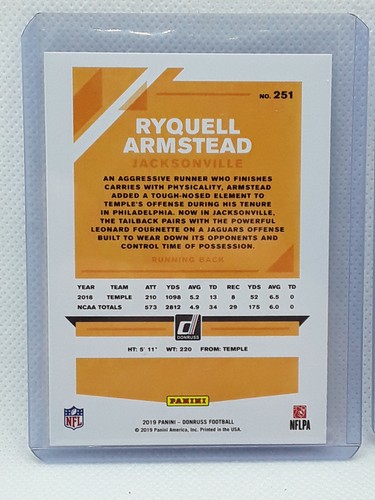 NO. 251
RYQUELL
ARMSTEAD
JACKSONVILLE
AN AGGRESSIVE RUNNER WHO FINISHES
CARRIES WITH PHYSICALITY, ARMSTEAD
ADDED A TOUGH-NOSED ELEMENT TO
TEMPLE'S OFFENSE DURING HIS TENURE
IN PHILADELPHIA. NOW IN JACKSONVILLE,
THE TAILBACK PAIRS WITH THE POWERFUL
LEONARD FOURNETTE ON A JAGUARS OFFENSE
BUILT TO WEAR DOWN ITS OPPONENTS AND
CONTROL TIME OF POSSESSION.
RUNNING BACK
YEAR TEAM ATT YDS AVG TD REC YDS AVG TD
2018 TEMPLE 210 1098 5.2 13 8 52 6.5 0
NCAA TOTALS 573 2812 4.9 34 29 175 6.0 0
DONRUSS
HT: 5' 11" WT: 220 FROM: TEMPLE
PANINI
NFL
2019 PANINI - DONRUSS FOOTBALL
© 2019 Panini America, Inc. Printed in the USA.
NFLPA